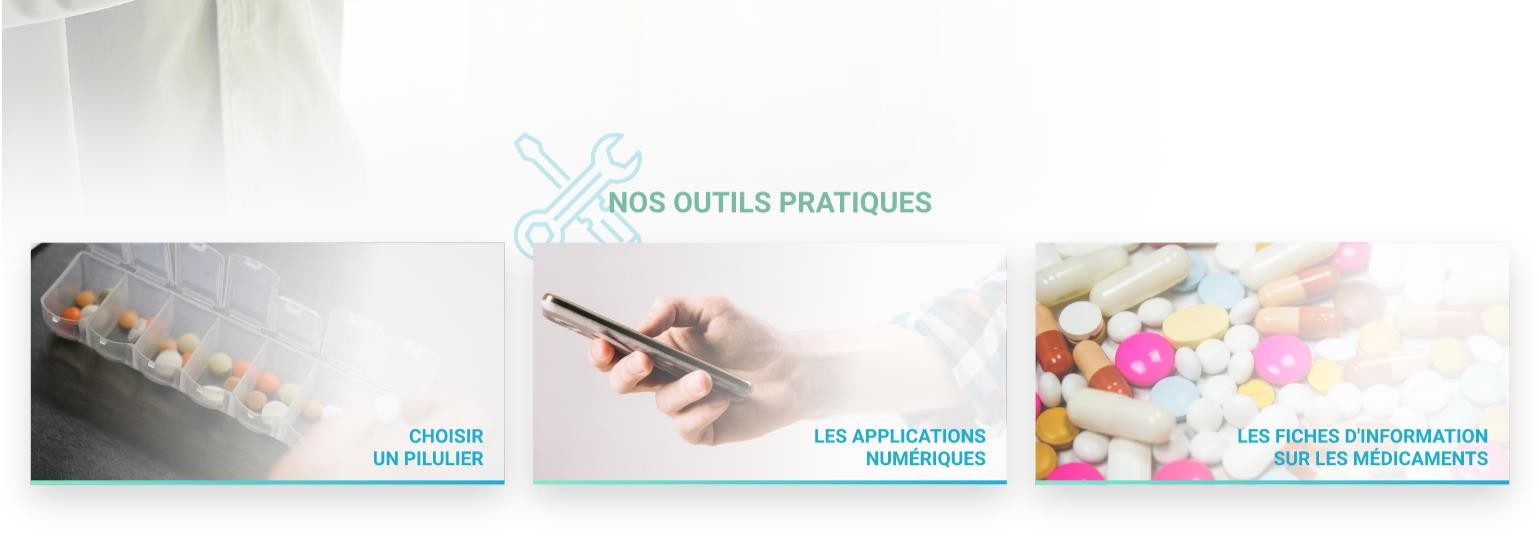 NOS OUTILS PRATIQUES
CHOISIR
UN PILULIER
LES APPLICATIONS
NUMÉRIQUES
LES FICHES D'INFORMATION
SUR LES MÉDICAMENTS